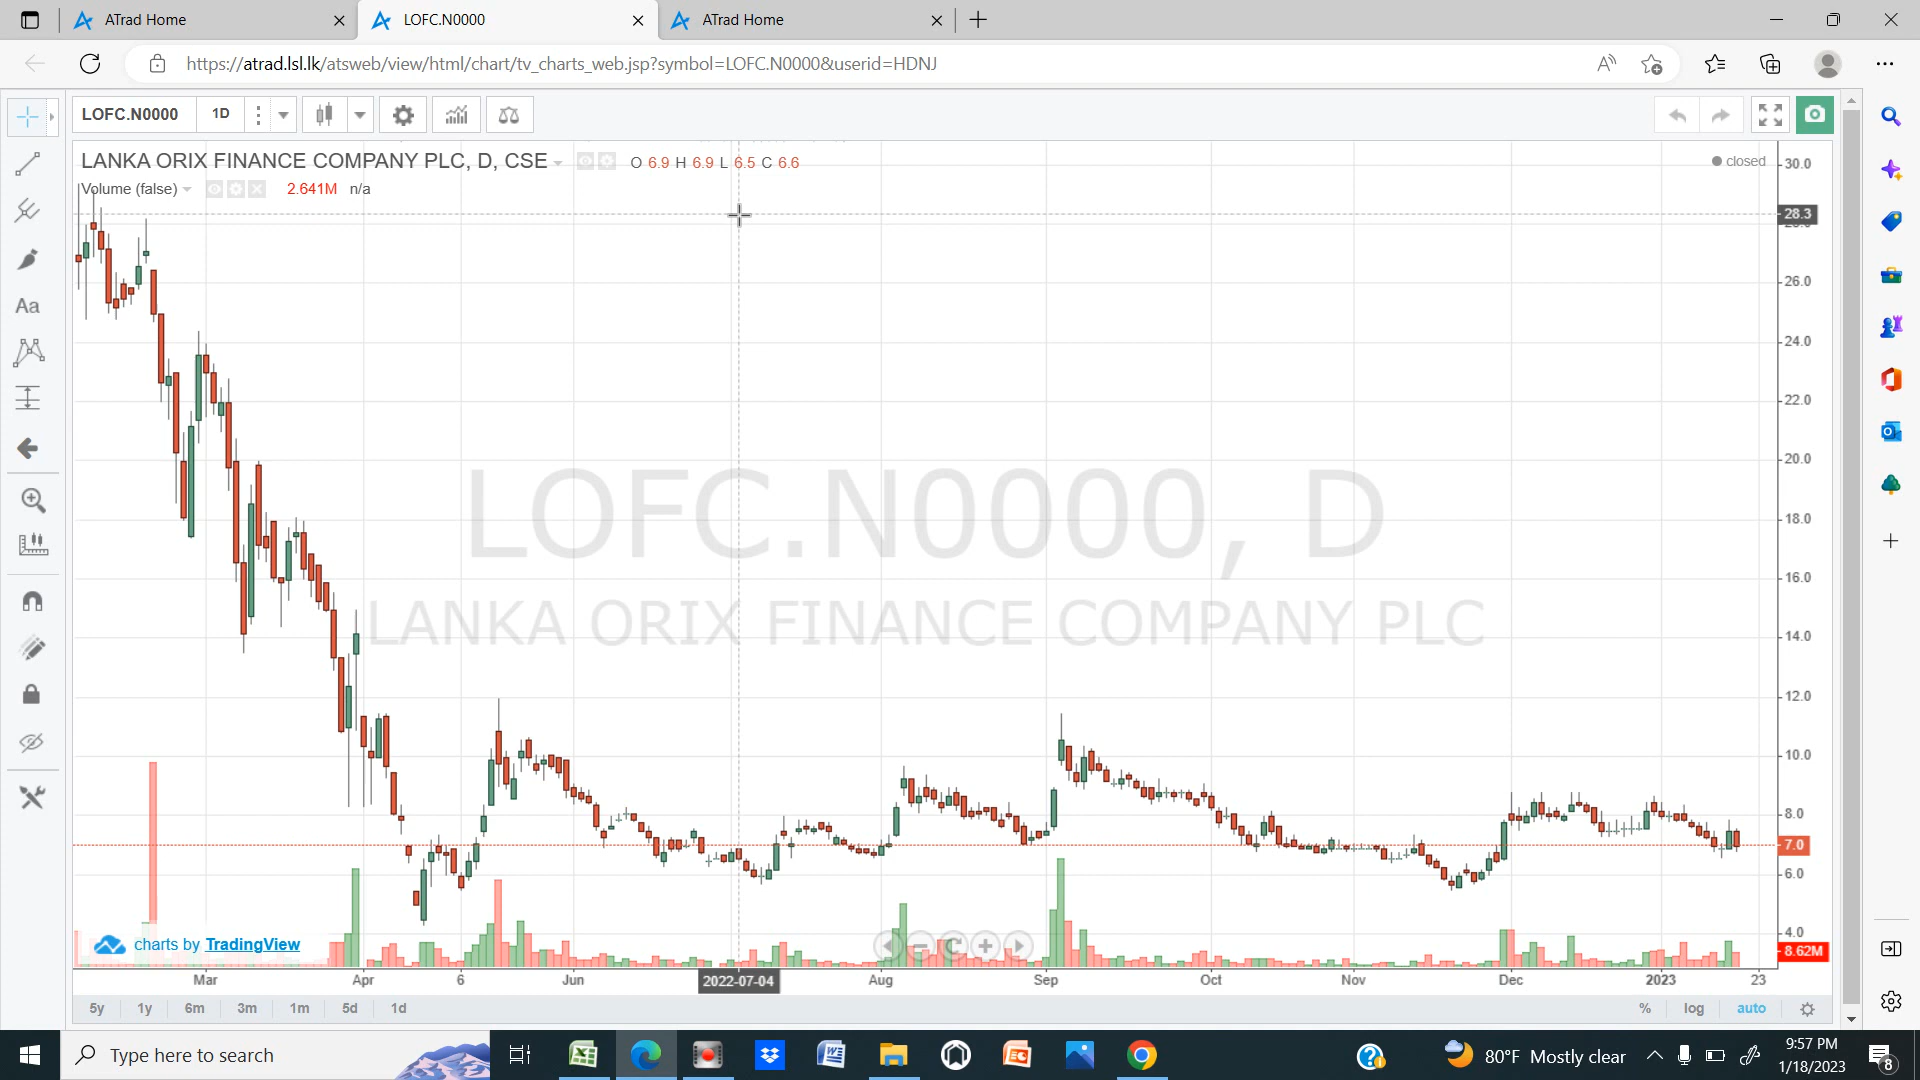 ATrad Home
LOFC.N0000
ATrad Home
https://atrad.lsl.lk/atsweb/view/html/chart/tv_charts_web.jsp?symbol=LOFC.N0000&userid=HDNJ
LOFC.N0000 1D
LANKA ORIX FINANCE COMPANY PLC, D, CSE O 6.9 H 6.9 L 6.5 C 6.6
closed
Volume (false) 2.641M n/a
Aa
30.0
28.3
26.0
24.0
22.0
20.0
18.0
16.0
14.0
12.0
10.0
8.0
7.0
6.0
4.0
8.62M
LOFC.N0000, D
LANKA ORIX FINANCE COMPANY PLC
charts by TradingView
Mar Apr 6 Jun 2022-07-04 Aug Sep Oct Nov Dec 2023 23
5y 1y 6m 3m 1m 5d 1d % log auto
Type here to search
80°F Mostly clear
9:57 PM
1/18/2023
8